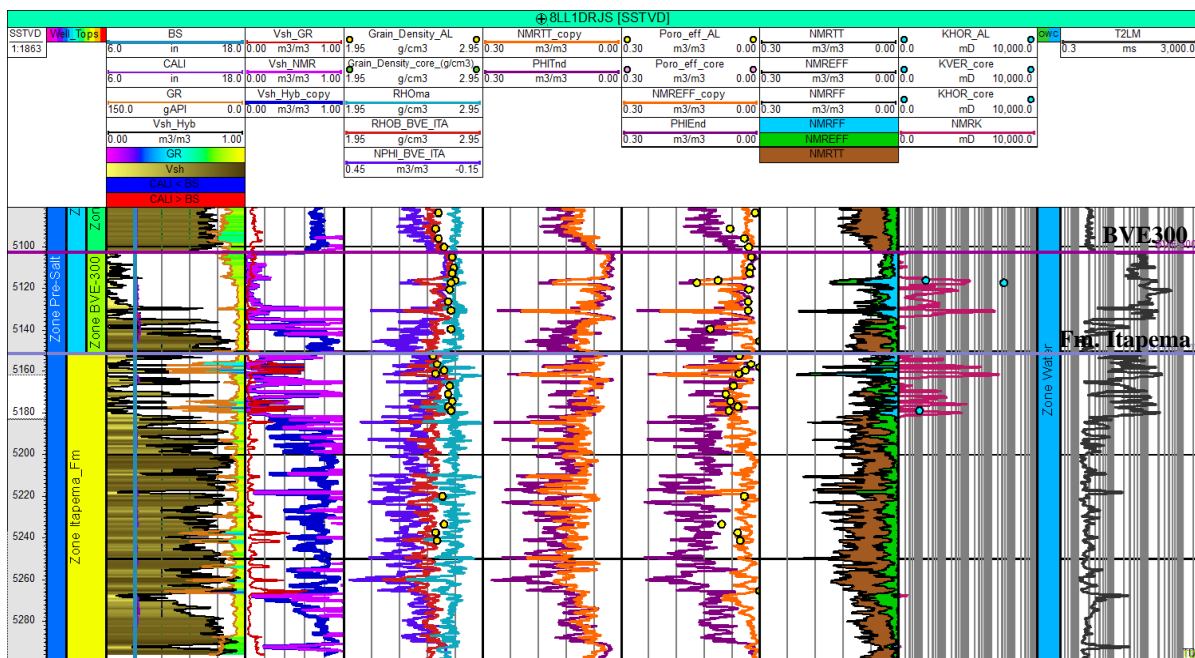 8LL1DRJS [SSTVD]
SSTVD
1:1863
Well_Tops
BS
6.0 in 18.0
CALI
6.0 in 18.0
GR
150.0 gAPI 0.0
Vsh_Hyb
0.00 m3/m3 1.00
GR
Vsh
CALI < BS
CALI > BS
Vsh_GR
0.00 m3/m3 1.00
Vsh_NMR
0.00 m3/m3 1.00
Vsh_Hyb_copy
0.00 m3/m3 1.00
Grain_Density_AL
1.95 g/cm3 2.95
Grain_Density_core_(g/cm3)
1.95 g/cm3 2.95
RHOma
1.95 g/cm3 2.95
RHOB_BVE_ITA
1.95 g/cm3 2.95
NPHI_BVE_ITA
0.45 m3/m3 -0.15
NMRTT_copy
0.30 m3/m3 0.00
PHITnd
0.30 m3/m3 0.00
Poro_eff_AL
0.30 m3/m3 0.00
Poro_eff_core
0.30 m3/m3 0.00
NMREFF_copy
0.30 m3/m3 0.00
PHIEnd
0.30 m3/m3 0.00
NMRTT
0.30 m3/m3 0.00
NMREFF
0.30 m3/m3 0.00
NMRFF
0.30 m3/m3 0.00
NMRFF
NMREFF
NMRTT
KHOR_AL
0.0 mD 10,000.0
KVER_core
0.0 mD 10,000.0
KHOR_core
0.0 mD 10,000.0
NMRK
0.0 mD 10,000.0
OWC
T2LM
0.3 ms 3,000.0
5100
5120
5140
5160
5180
5200
5220
5240
5260
5280
Zone Pre-Salt
Zone BVE-300
Zone Itapema_Fm
Zone Water
BVE300
Fm. Itapema